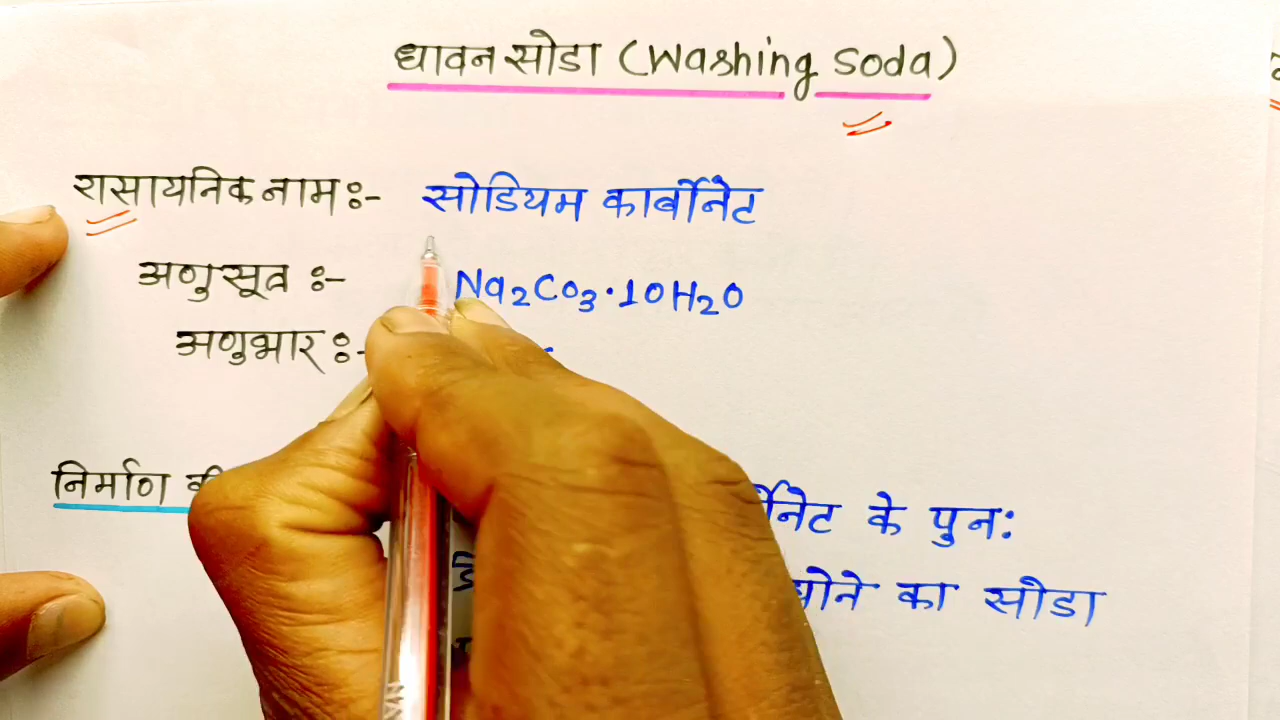 धावन सोडा (Washing Soda)
रासायनिक नाम :- सोडियम कार्बोनेट
अणुसूत्र :- Na₂Co₃·10H₂O
अणुभार :-
निर्माण
के पुन:
धोने का सोडा